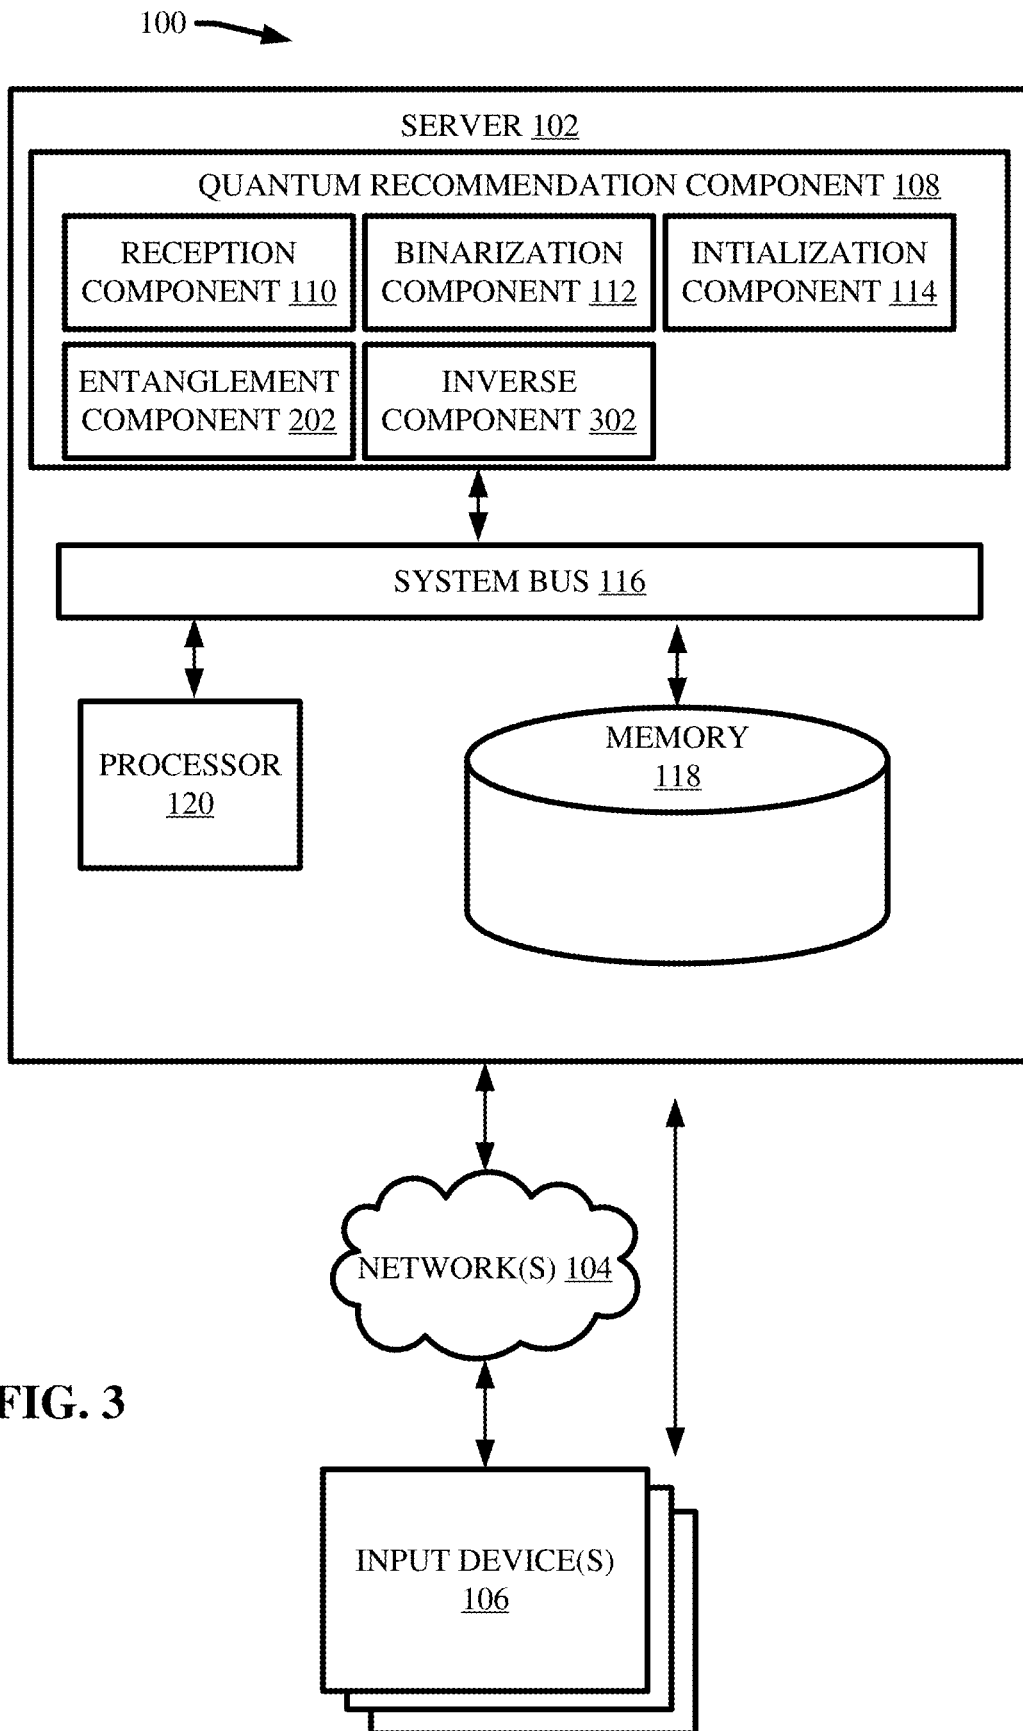 100
SERVER 102
QUANTUM RECOMMENDATION COMPONENT 108
RECEPTION
COMPONENT 110
BINARIZATION
COMPONENT 112
INTIALIZATION
COMPONENT 114
ENTANGLEMENT
COMPONENT 202
INVERSE
COMPONENT 302
SYSTEM BUS 116
PROCESSOR
120
MEMORY
118
NETWORK(S) 104
FIG. 3
INPUT DEVICE(S)
106